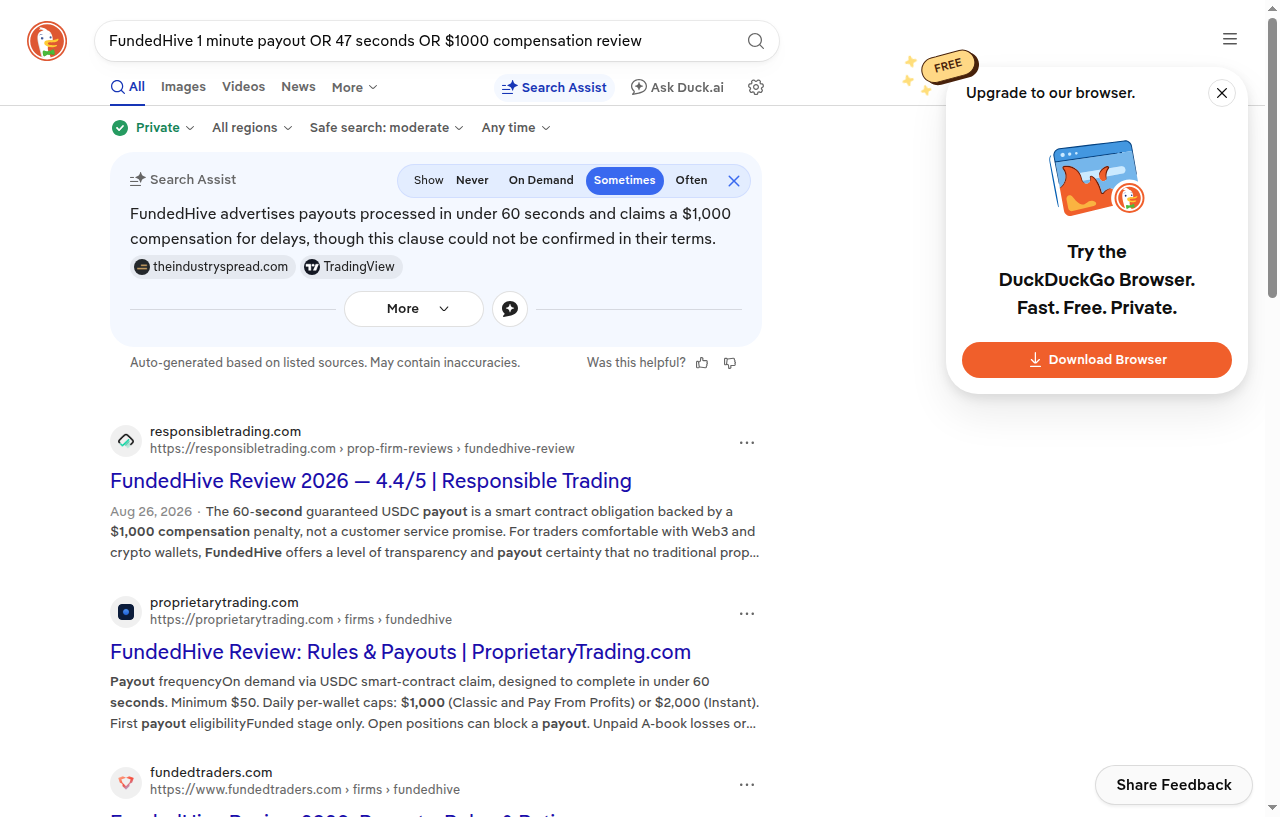 FundedHive 1 minute payout OR 47 seconds OR $1000 compensation review
All Images Videos News More Search Assist Ask Duck.ai
Private All regions Safe search: moderate Any time
FREE
Upgrade to our browser.
Try the
DuckDuckGo Browser.
Fast. Free. Private.
Download Browser
Search Assist Show Never On Demand Sometimes Often
FundedHive advertises payouts processed in under 60 seconds and claims a $1,000
compensation for delays, though this clause could not be confirmed in their terms.
theindustryspread.com TradingView
More
Auto-generated based on listed sources. May contain inaccuracies. Was this helpful?
responsibletrading.com
https://responsibletrading.com › prop-firm-reviews › fundedhive-review
FundedHive Review 2026 — 4.4/5 | Responsible Trading
Aug 26, 2026 · The 60-second guaranteed USDC payout is a smart contract obligation backed by a
$1,000 compensation penalty, not a customer service promise. For traders comfortable with Web3 and
crypto wallets, FundedHive offers a level of transparency and payout certainty that no traditional prop...
proprietarytrading.com
https://proprietarytrading.com › firms › fundedhive
FundedHive Review: Rules & Payouts | ProprietaryTrading.com
Payout frequencyOn demand via USDC smart-contract claim, designed to complete in under 60
seconds. Minimum $50. Daily per-wallet caps: $1,000 (Classic and Pay From Profits) or $2,000 (Instant).
First payout eligibilityFunded stage only. Open positions can block a payout. Unpaid A-book losses or...
fundedtraders.com
https://www.fundedtraders.com › firms › fundedhive
Share Feedback